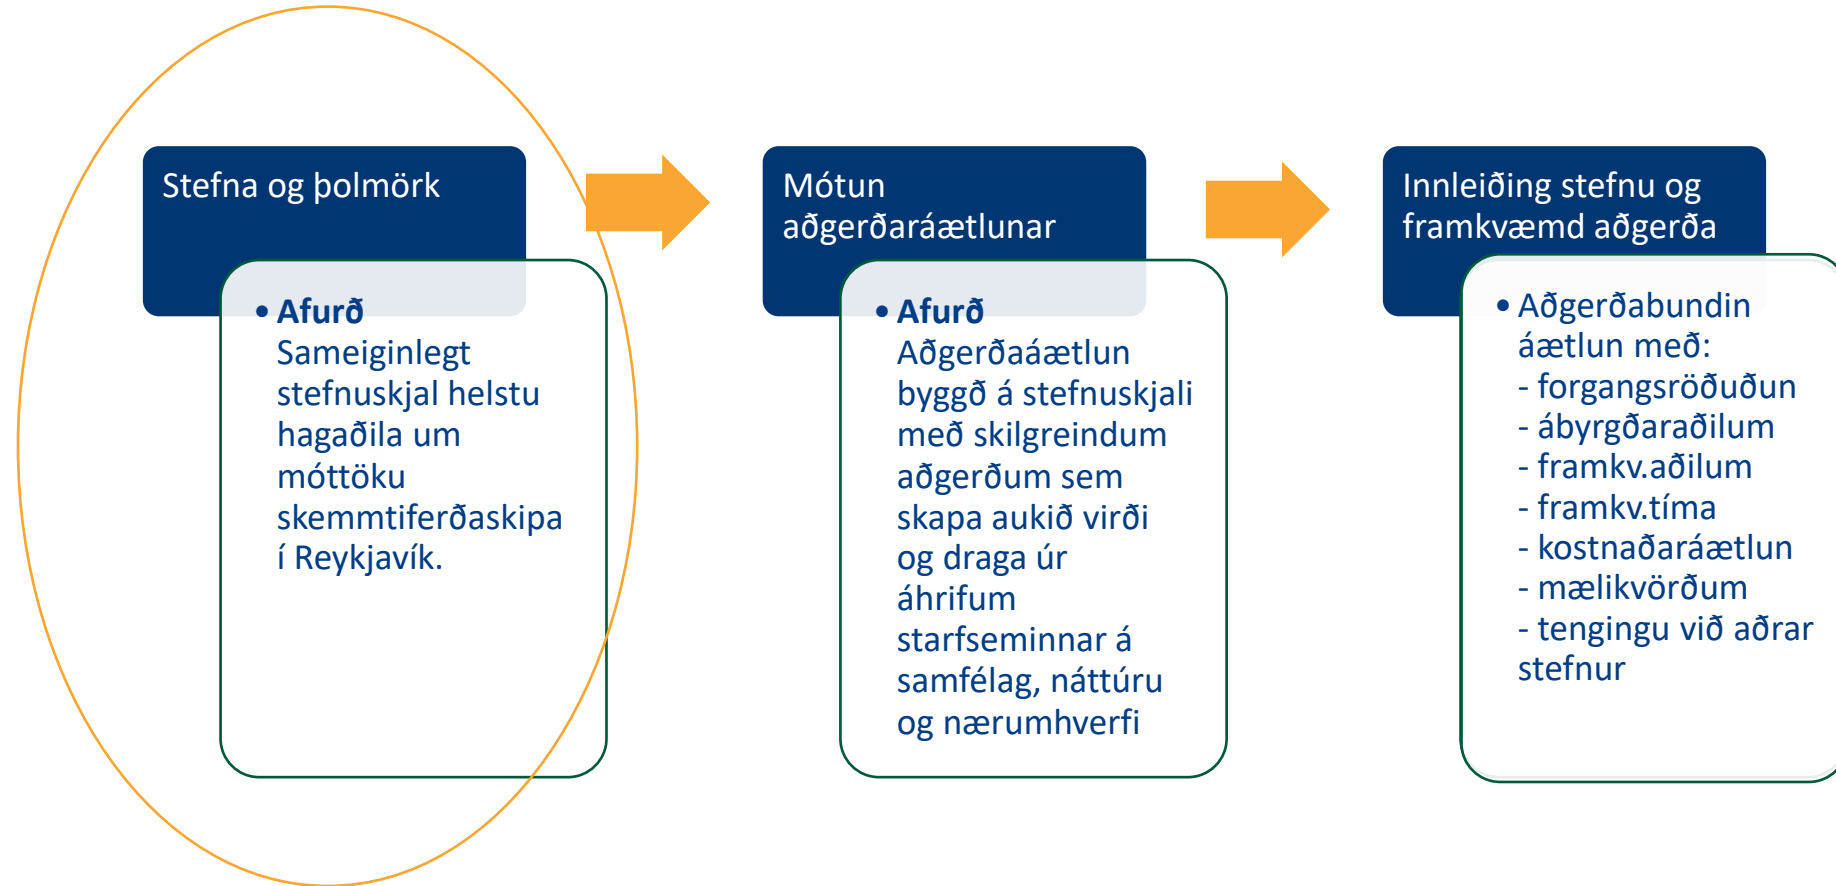 Stefna og þolmörk
• Afurð
Sameiginlegt
stefnuskjal helstu
hagaðila um
móttöku
skemmtiferðaskipa
í Reykjavík.
Mótun
aðgerðaráætlunar
• Afurð
Aðgerðaáætlun
byggð á stefnuskjali
með skilgreindum
aðgerðum sem
skapa aukið virði
og draga úr
áhrifum
starfseminnar á
samfélag, náttúru
og nærumhverfi
Innleiðing stefnu og
framkvæmd aðgerða
• Aðgerðabundin
áætlun með:
- forgangsröðuðun
- ábyrgðaraðilum
- framkv.aðilum
- framkv.tíma
- kostnaðaráætlun
- mælikvörðum
- tengingu við aðrar
stefnur